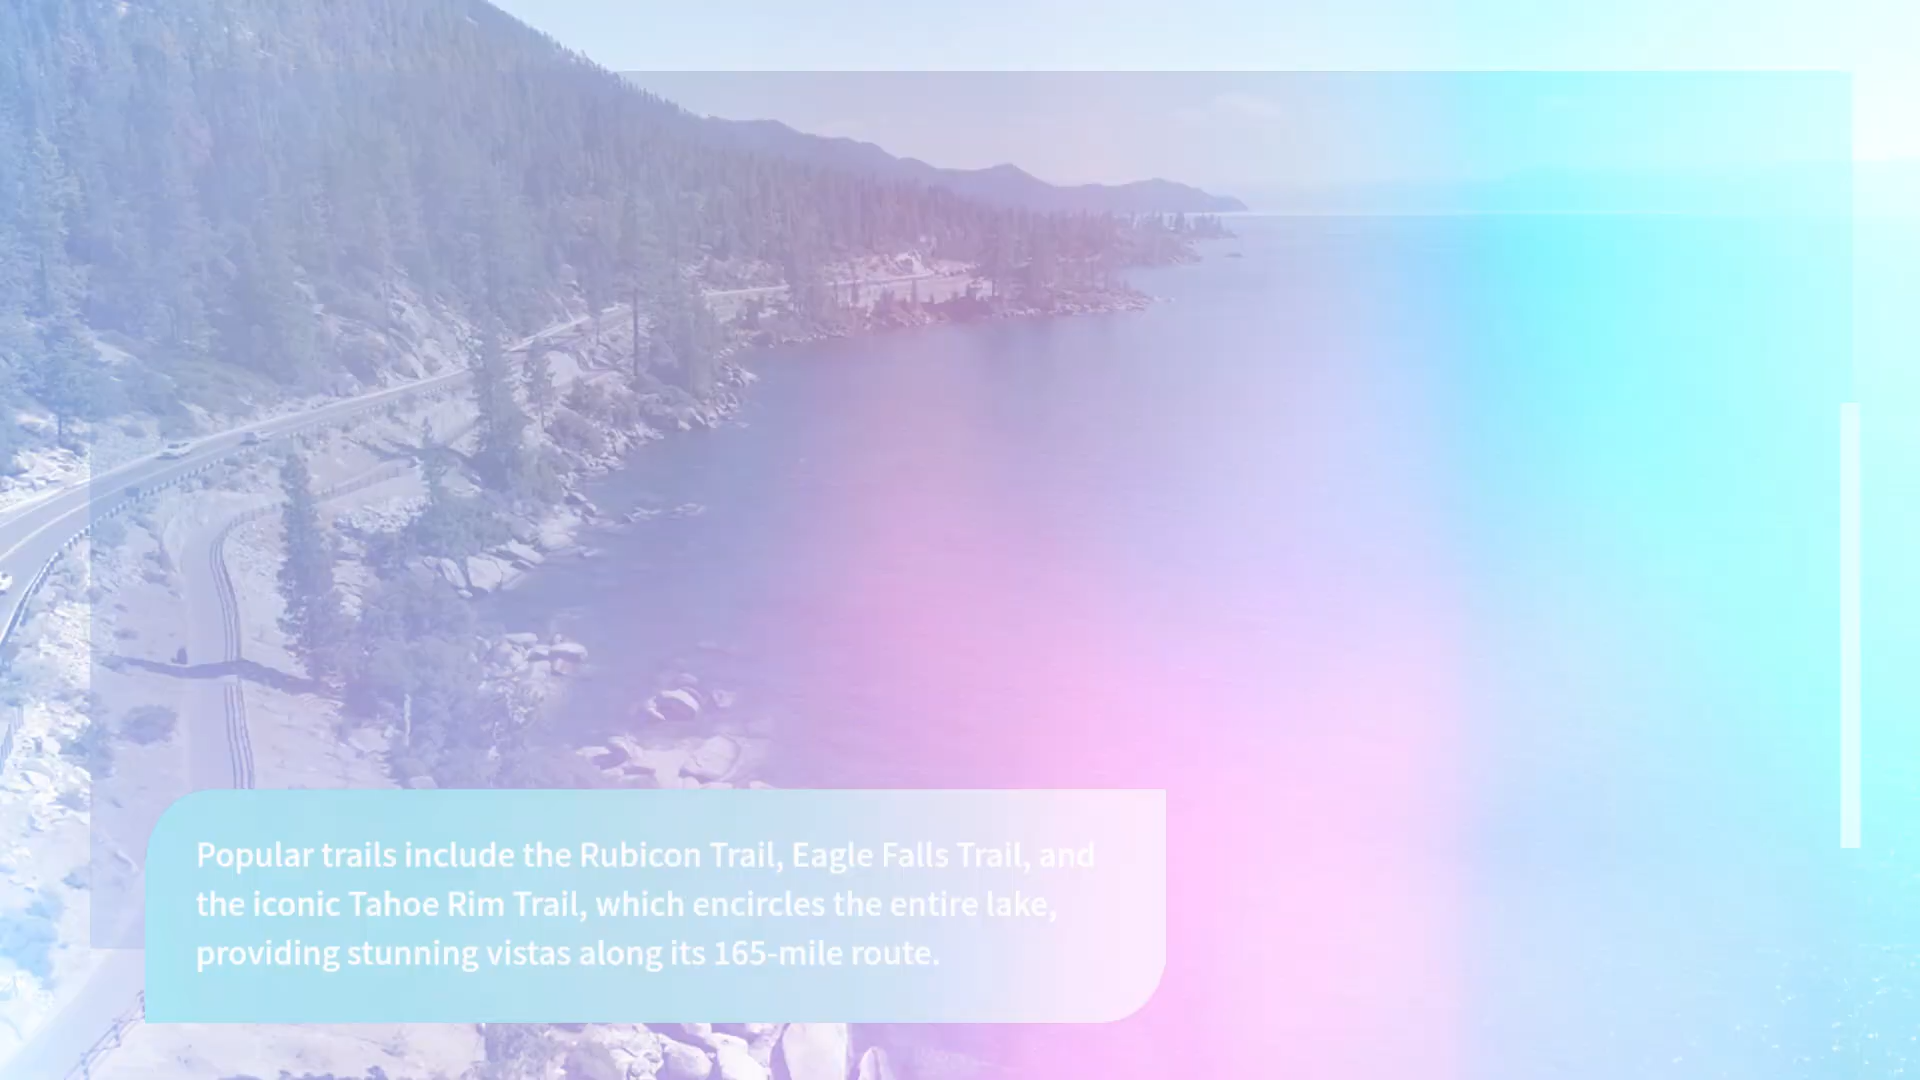 Popular trails include the Rubicon Trail, Eagle Falls Trail, and
the iconic Tahoe Rim Trail, which encircles the entire lake,
providing stunning vistas along its 165-mile route.